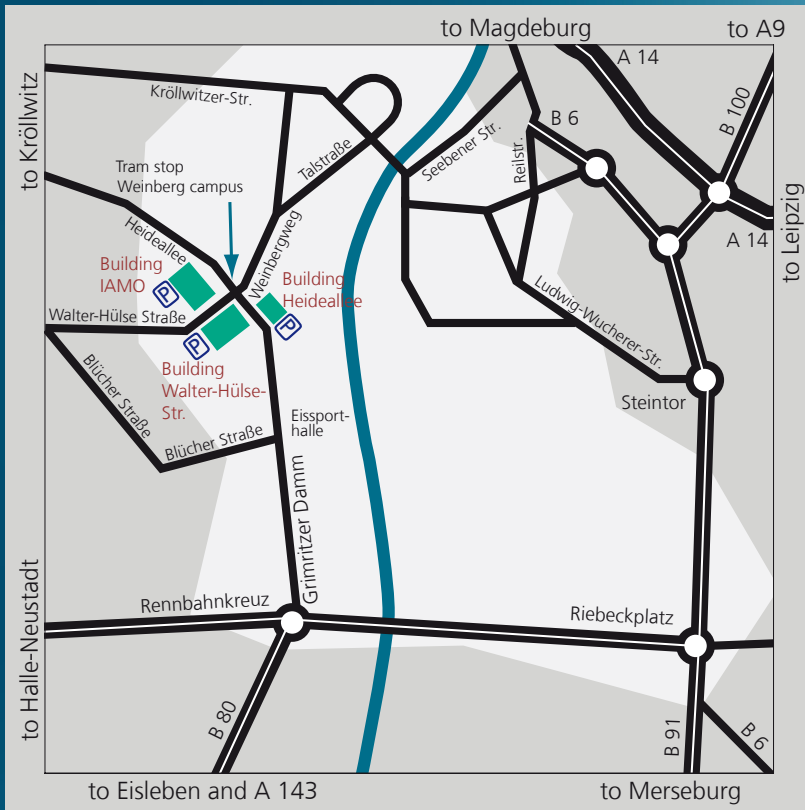 to Magdeburg
to A9
A 14
Kröllwitzer-Str.
B 100
B 6
to Kröllwitz
Talstraße
Seebener Str.
Reilstr.
Tram stop
Weinberg campus
to Leipzig
A 14
Heideallee
Weinbergweg
Building
IAMO
P
Building
Heideallee
P
Walter-Hülse Straße
P
Ludwig-Wucherer-Str.
Building
Walter-Hülse-
Str.
Blücher Straße
Steintor
Eissport-
halle
Blücher Straße
Grimritzer Damm
to Halle-Neustadt
Rennbahnkreuz
Riebeckplatz
B 80
B 91
B 6
to Eisleben and A 143
to Merseburg